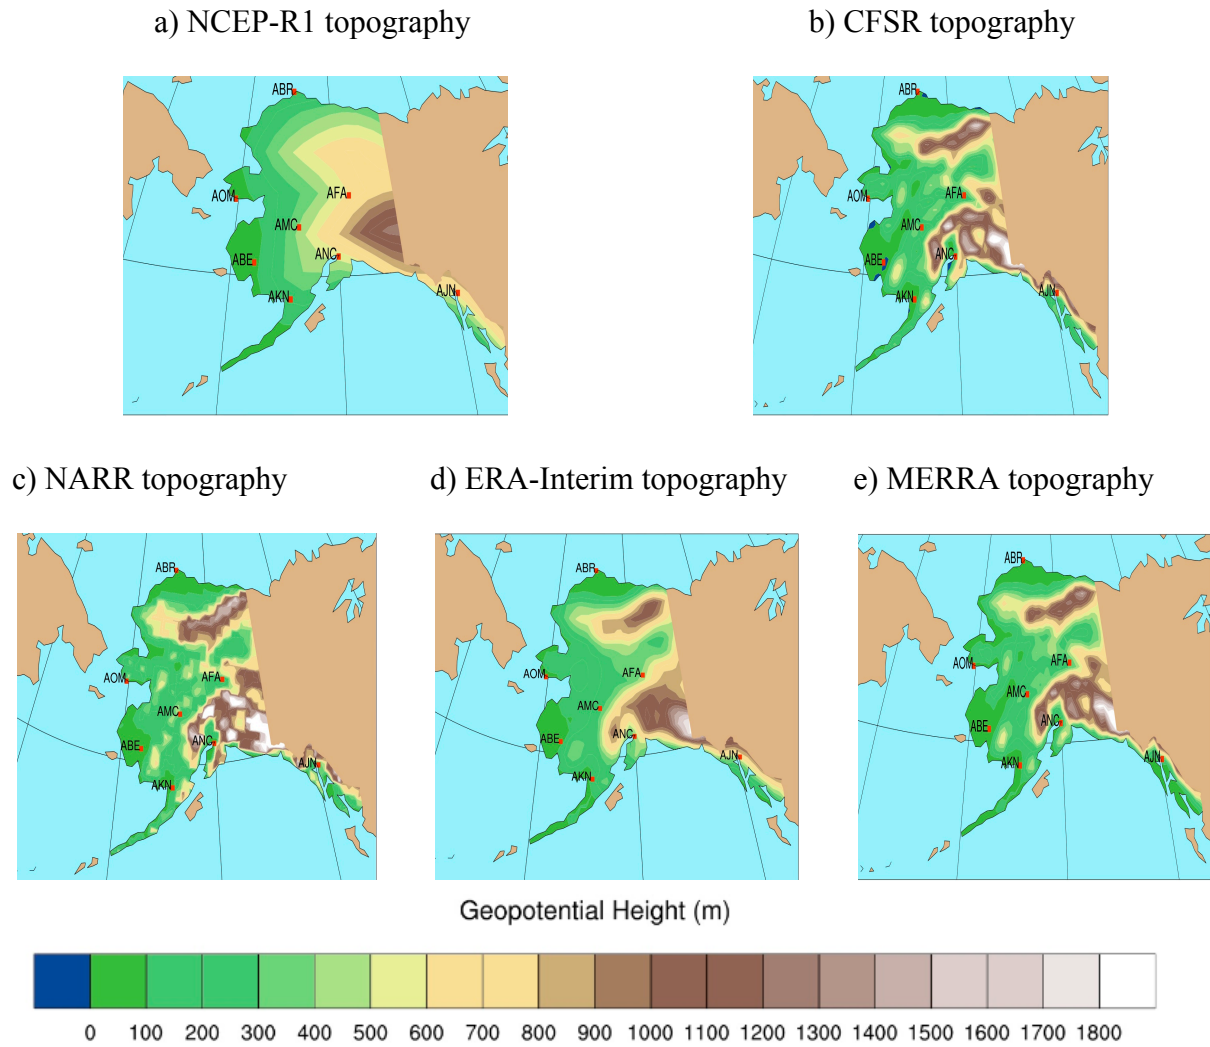 a) NCEP-R1 topography
b) CFSR topography
ABR
AOM
AFA
AMC
ABE
ANC
AKN
AJN
ABR
AOM
AFA
AMC
ABE
ANC
AKN
AJN
c) NARR topography
d) ERA-Interim topography
e) MERRA topography
ABR
AOM
AFA
AMC
ABE
ANC
AKN
AJN
ABR
AOM
AFA
AMC
ABE
ANC
AKN
AJN
ABR
AOM
AFA
AMC
ABE
ANC
AKN
AJN
Geopotential Height (m)
0 100 200 300 400 500 600 700 800 900 1000 1100 1200 1300 1400 1500 1600 1700 1800